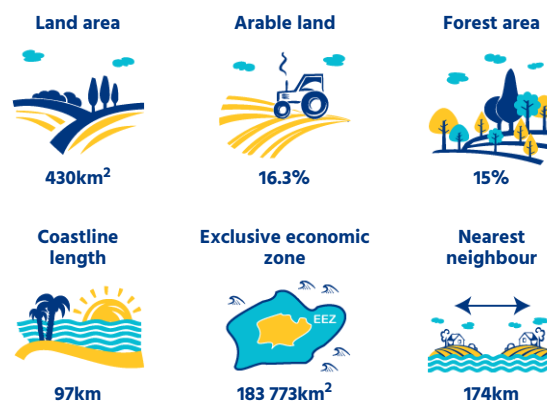 Land area
Arable land
Forest area
430km²
16.3%
15%
Coastline
length
Exclusive economic
zone
Nearest
neighbour
EEZ
97km
183 773km²
174km